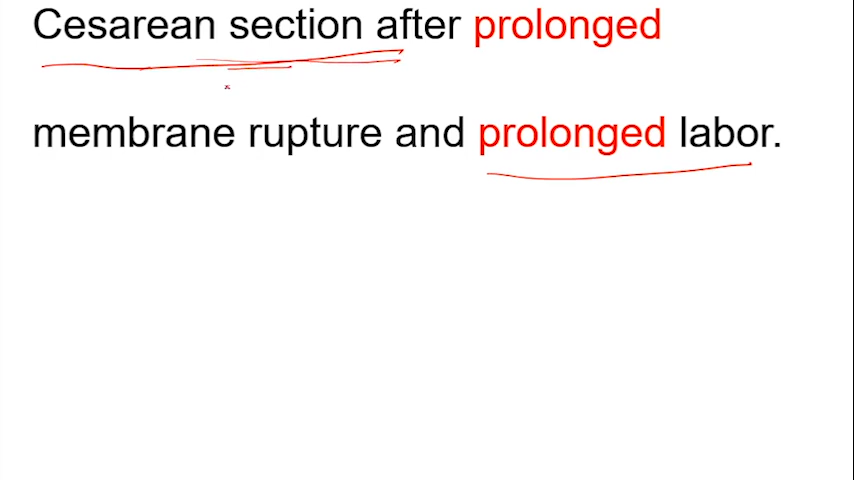 Cesarean section after prolonged
membrane rupture and prolonged labor.